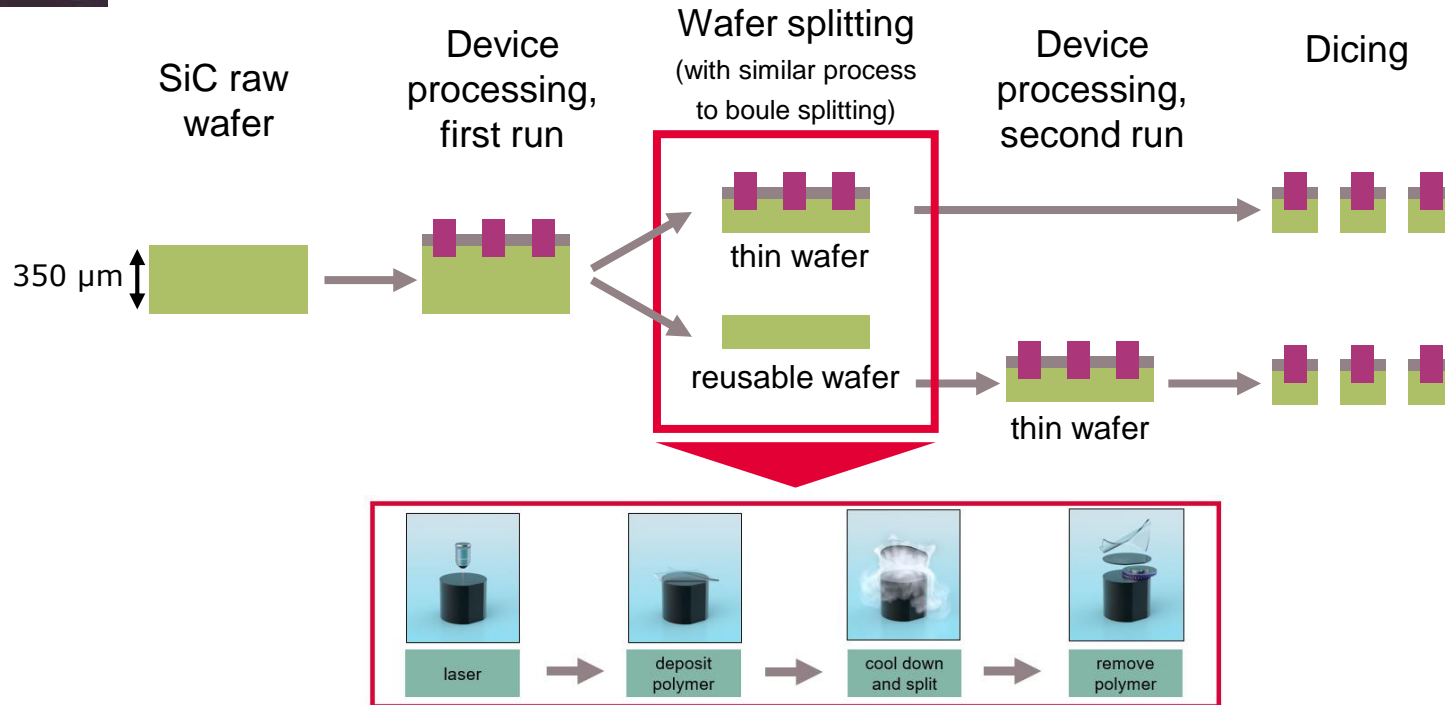 SiC raw
wafer
Device
processing,
first run
Wafer splitting
(with similar process
to boule splitting)
Device
processing,
second run
Dicing
350 µm
thin wafer
reusable wafer
thin wafer
laser
deposit
polymer
cool down
and split
remove
polymer